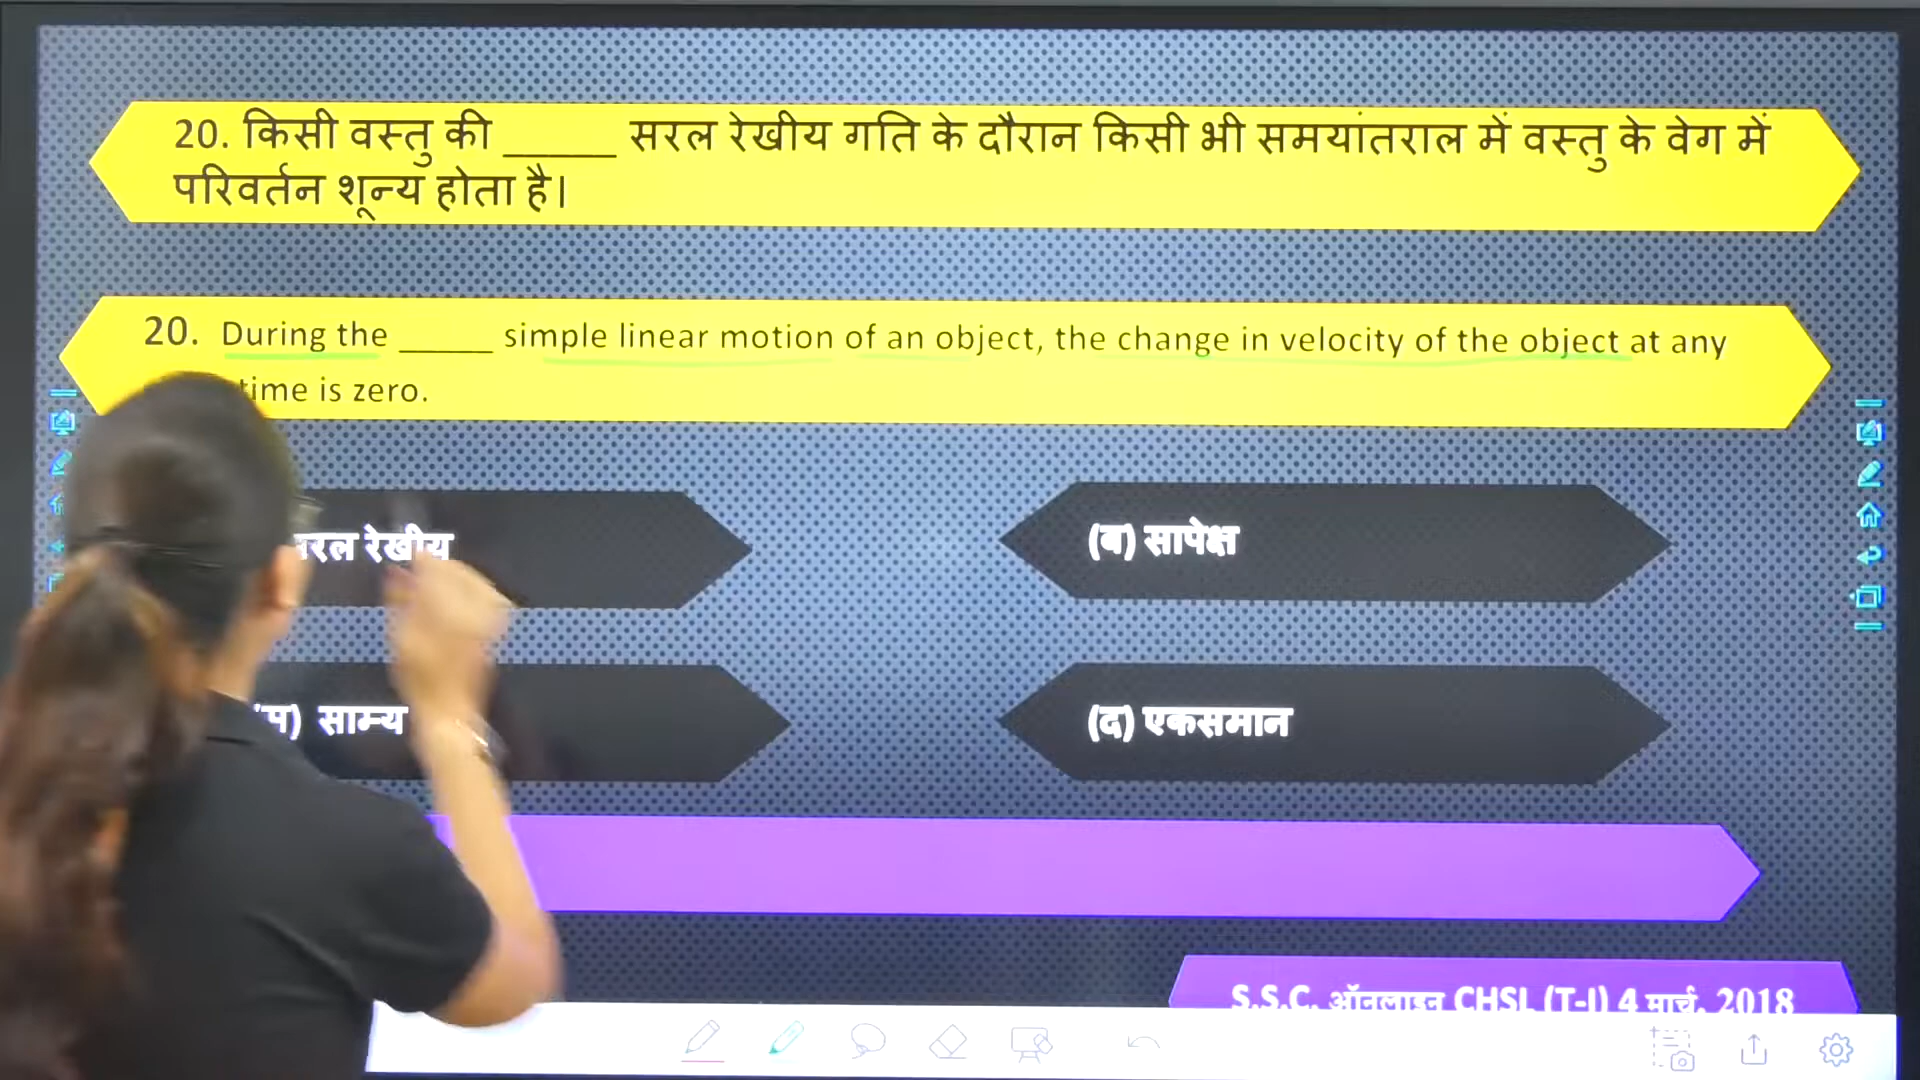 20. किसी वस्तु की ______ सरल रेखीय गति के दौरान किसी भी समयांतराल में वस्तु के वेग में
परिवर्तन शून्य होता है।
20. During the _____ simple linear motion of an object, the change in velocity of the object at any
time is zero.
रल रेखीय
(ब) सापेक्ष
साम्य
(द) एकसमान
S.S.C. ऑनलाइन CHSL (T-I) 4 मार्च, 2018